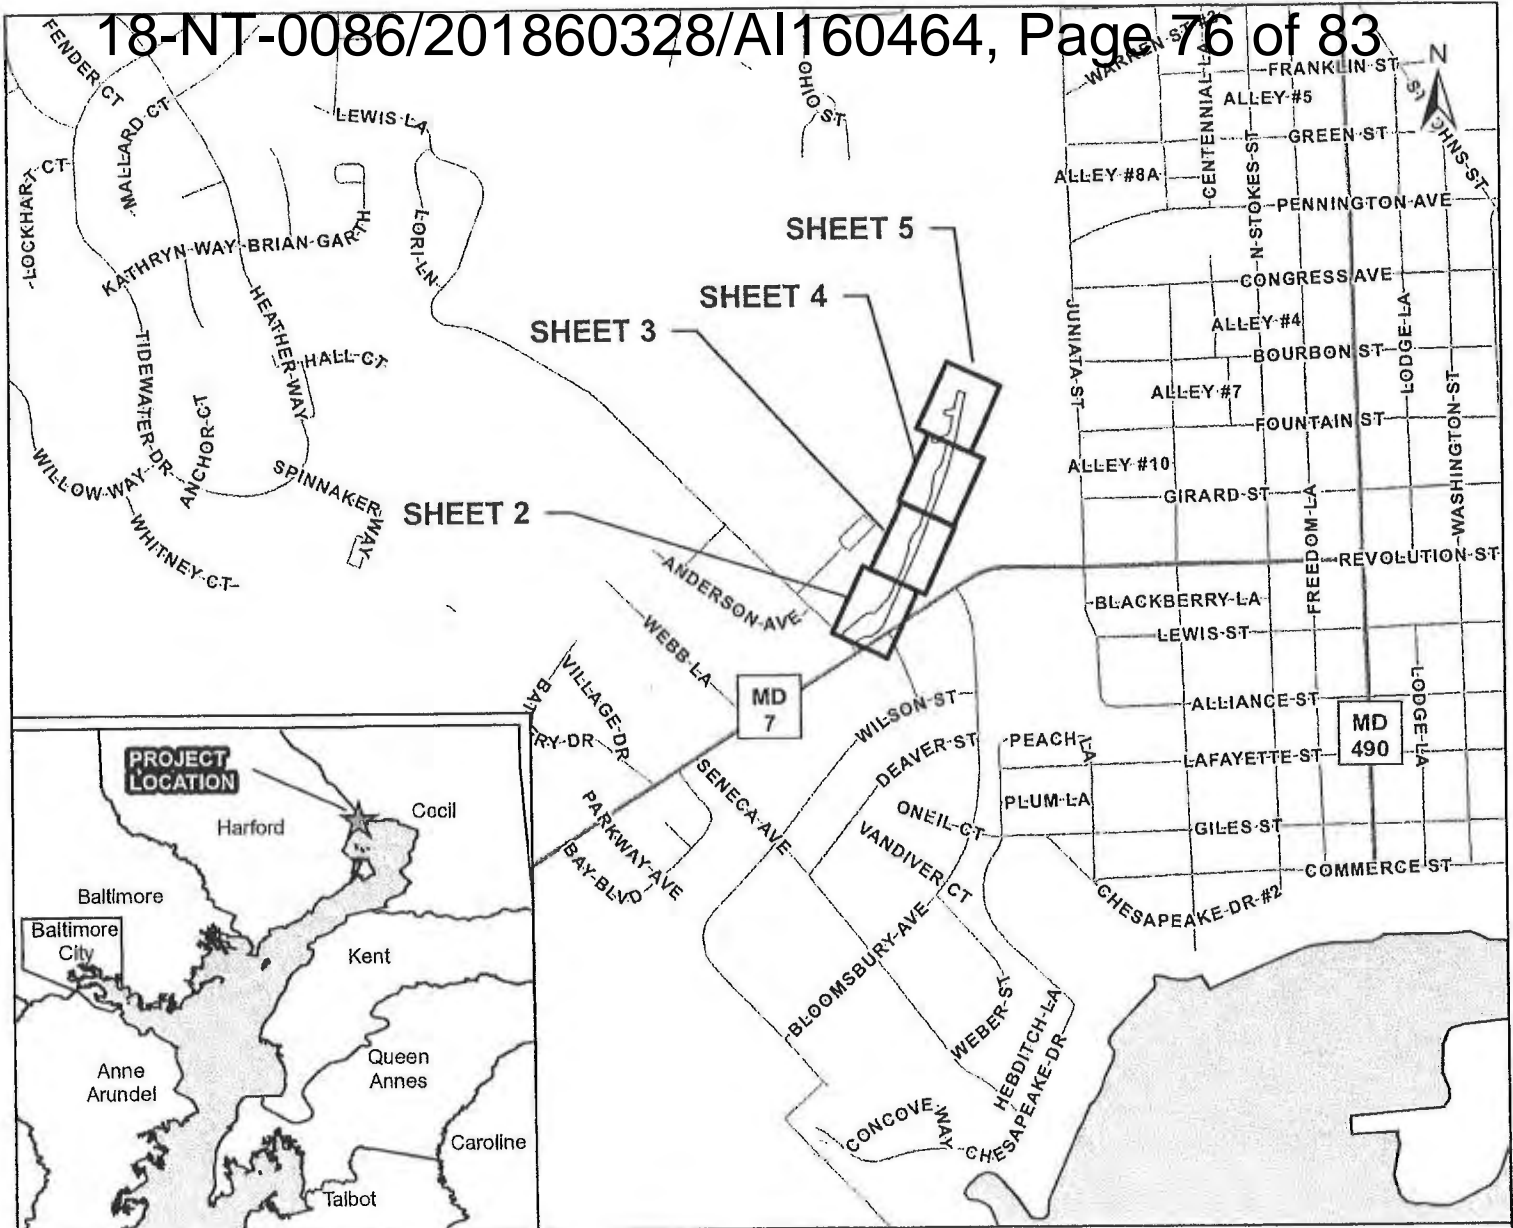 18-NT-0086/201860328/AI160464, Page 76 of 83
FENDER CT
MALLARD CT
LOCKHART CT
LEWIS LA
LORI LN
KATHRYN WAY
BRIAN GARTH
HEATHER WAY
HALL CT
TIDEWATER DR
ANCHOR CT
WILLOW WAY
SPINNAKER WAY
WHITNEY CT
OHIO ST
WARREN ST #2
CENTENNIAL LA
N STOKES ST
FRANKLIN ST
N
ALLEY #5
GREEN ST
ALLEY #8A
PENNINGTON AVE
CONGRESS AVE
ALLEY #4
BOURBON ST
JUNIATA ST
LODGE LA
ALLEY #7
FOUNTAIN ST
WASHINGTON ST
ALLEY #10
GIRARD ST
FREEDOM LA
REVOLUTION ST
BLACKBERRY LA
LEWIS ST
ALLIANCE ST
LODGE LA
MD
490
LAFAYETTE ST
PEACH LA
PLUM LA
GILES ST
COMMERCE ST
CHESAPEAKE DR #2
SHEET 5
SHEET 4
SHEET 3
SHEET 2
ANDERSON AVE
WEBB LA
VILLAGE DR
MD
7
WILSON ST
DEAVER ST
SENECA AVE
ONEIL CT
VANDIVER CT
PARKWAY AVE
BAY BLVD
BLOOMSBURY AVE
WEBER ST
HEBDITCH LA
CHESAPEAKE DR
CONCOVE WAY
PROJECT
LOCATION
Harford
Cecil
Baltimore
Baltimore
City
Kent
Anne
Arundel
Queen
Annes
Caroline
Talbot